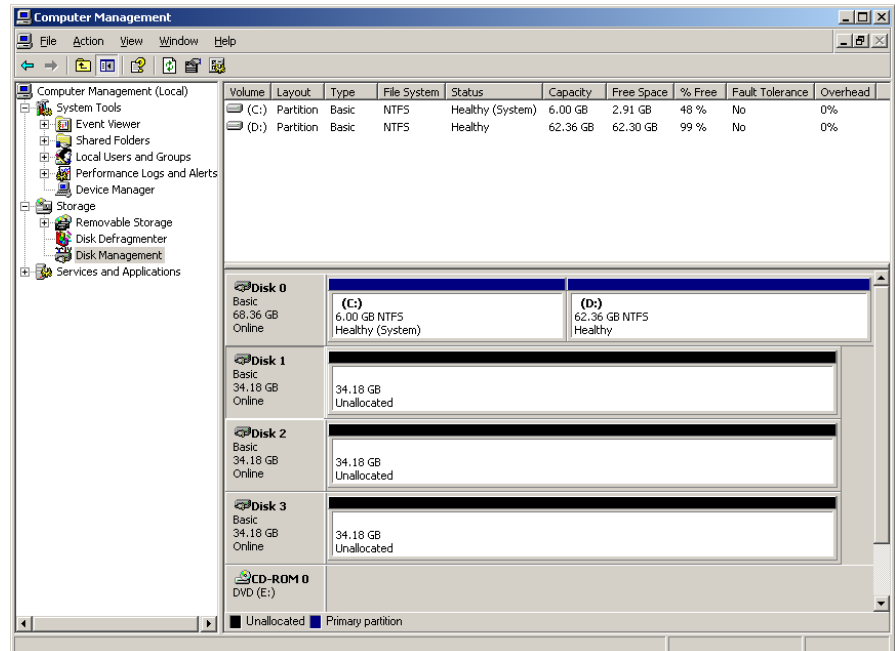 Computer Management
File Action View Window Help
Computer Management (Local)
System Tools
Event Viewer
Shared Folders
Local Users and Groups
Performance Logs and Alerts
Device Manager
Storage
Removable Storage
Disk Defragmenter
Disk Management
Services and Applications
Volume Layout Type File System Status Capacity Free Space % Free Fault Tolerance Overhead
(C:) Partition Basic NTFS Healthy (System) 6.00 GB 2.91 GB 48 % No 0%
(D:) Partition Basic NTFS Healthy 62.36 GB 62.30 GB 99 % No 0%
Disk 0
Basic
68.36 GB
Online
(C:)
6.00 GB NTFS
Healthy (System)
(D:)
62.36 GB NTFS
Healthy
Disk 1
Basic
34.18 GB
Online
34.18 GB
Unallocated
Disk 2
Basic
34.18 GB
Online
34.18 GB
Unallocated
Disk 3
Basic
34.18 GB
Online
34.18 GB
Unallocated
CD-ROM 0
DVD (E:)
Unallocated Primary partition